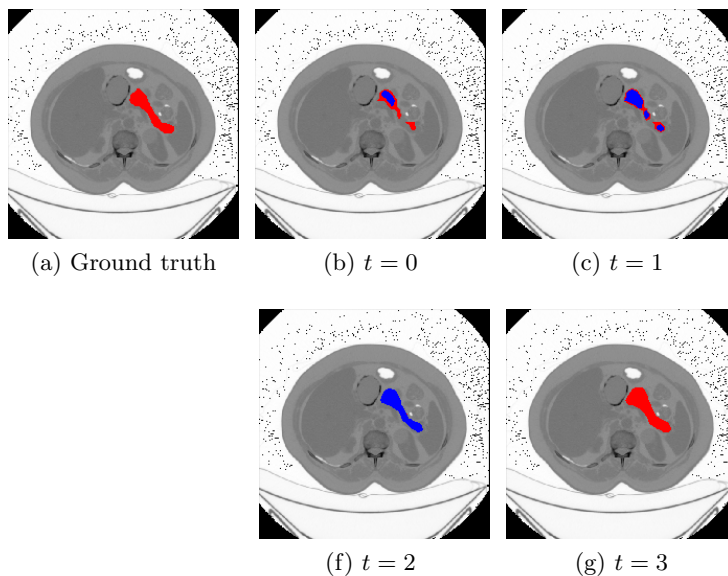 (a) Ground truth
(b) t = 0
(c) t = 1
(f) t = 2
(g) t = 3